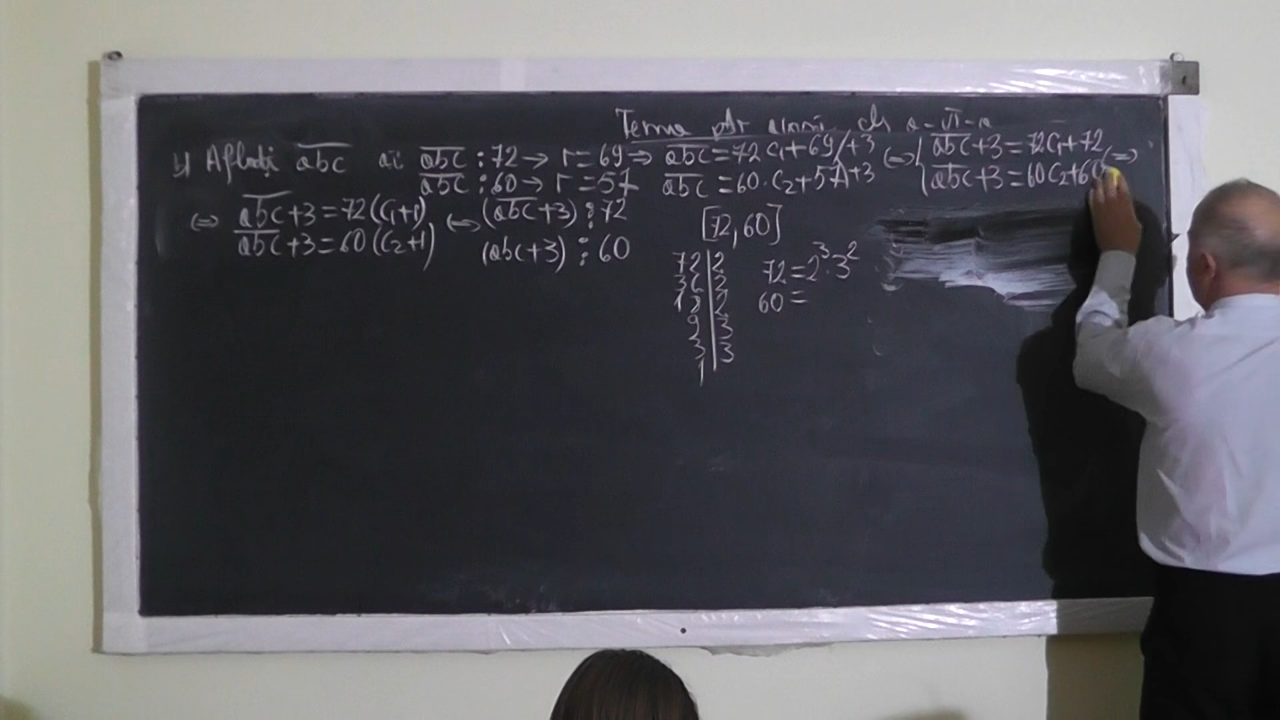 Tema ptr elevii cls a-VI-a
1) Aflați abc aî abc : 72 → r = 69 ⇒ abc = 72 C₁ + 69 / + 3 ⇔ { abc + 3 = 72C₁ + 72 ⇔
abc : 60 → r = 57 abc = 60 · C₂ + 57 / + 3 { abc + 3 = 60C₂ + 60
⇔ abc + 3 = 72(C₁ + 1) ⇔ (abc + 3) ⋮ 72
abc + 3 = 60(C₂ + 1) (abc + 3) ⋮ 60
[72, 60]
72 | 2
36 | 2
18 | 2
9 | 3
3 | 3
1 |
72 = 2³ · 3²
60 =